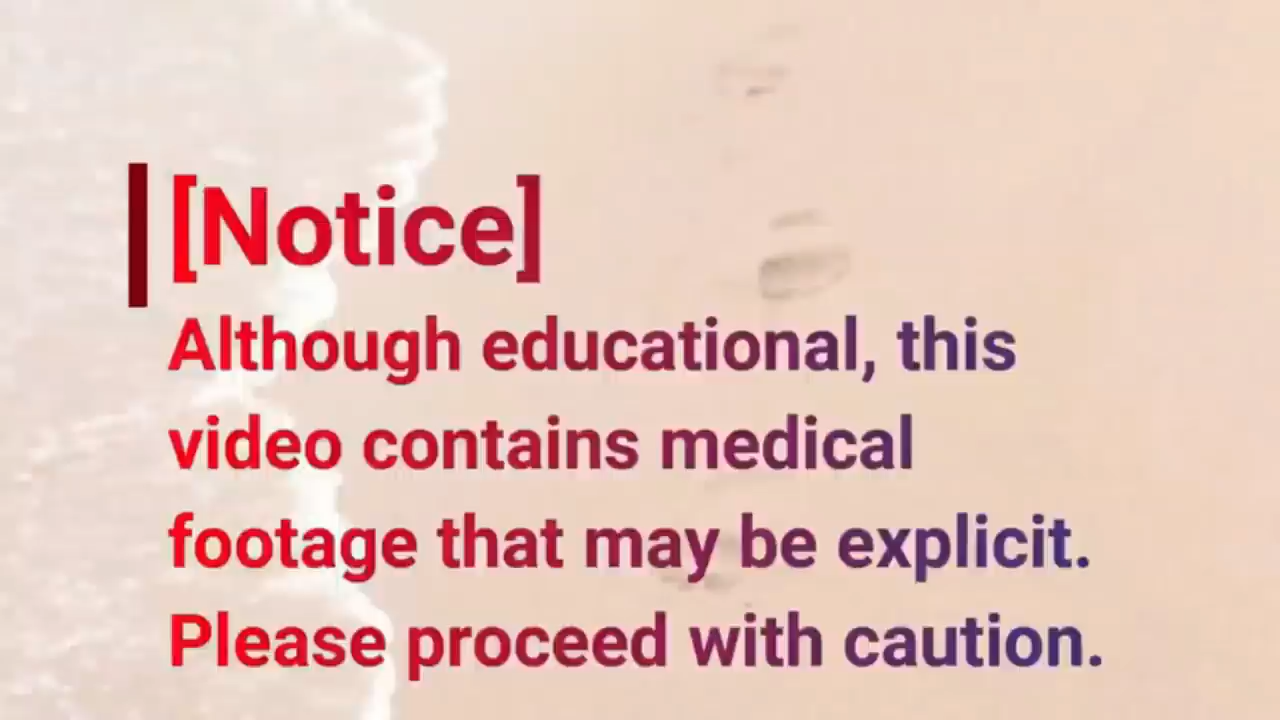 [Notice]
Although educational, this
video contains medical
footage that may be explicit.
Please proceed with caution.